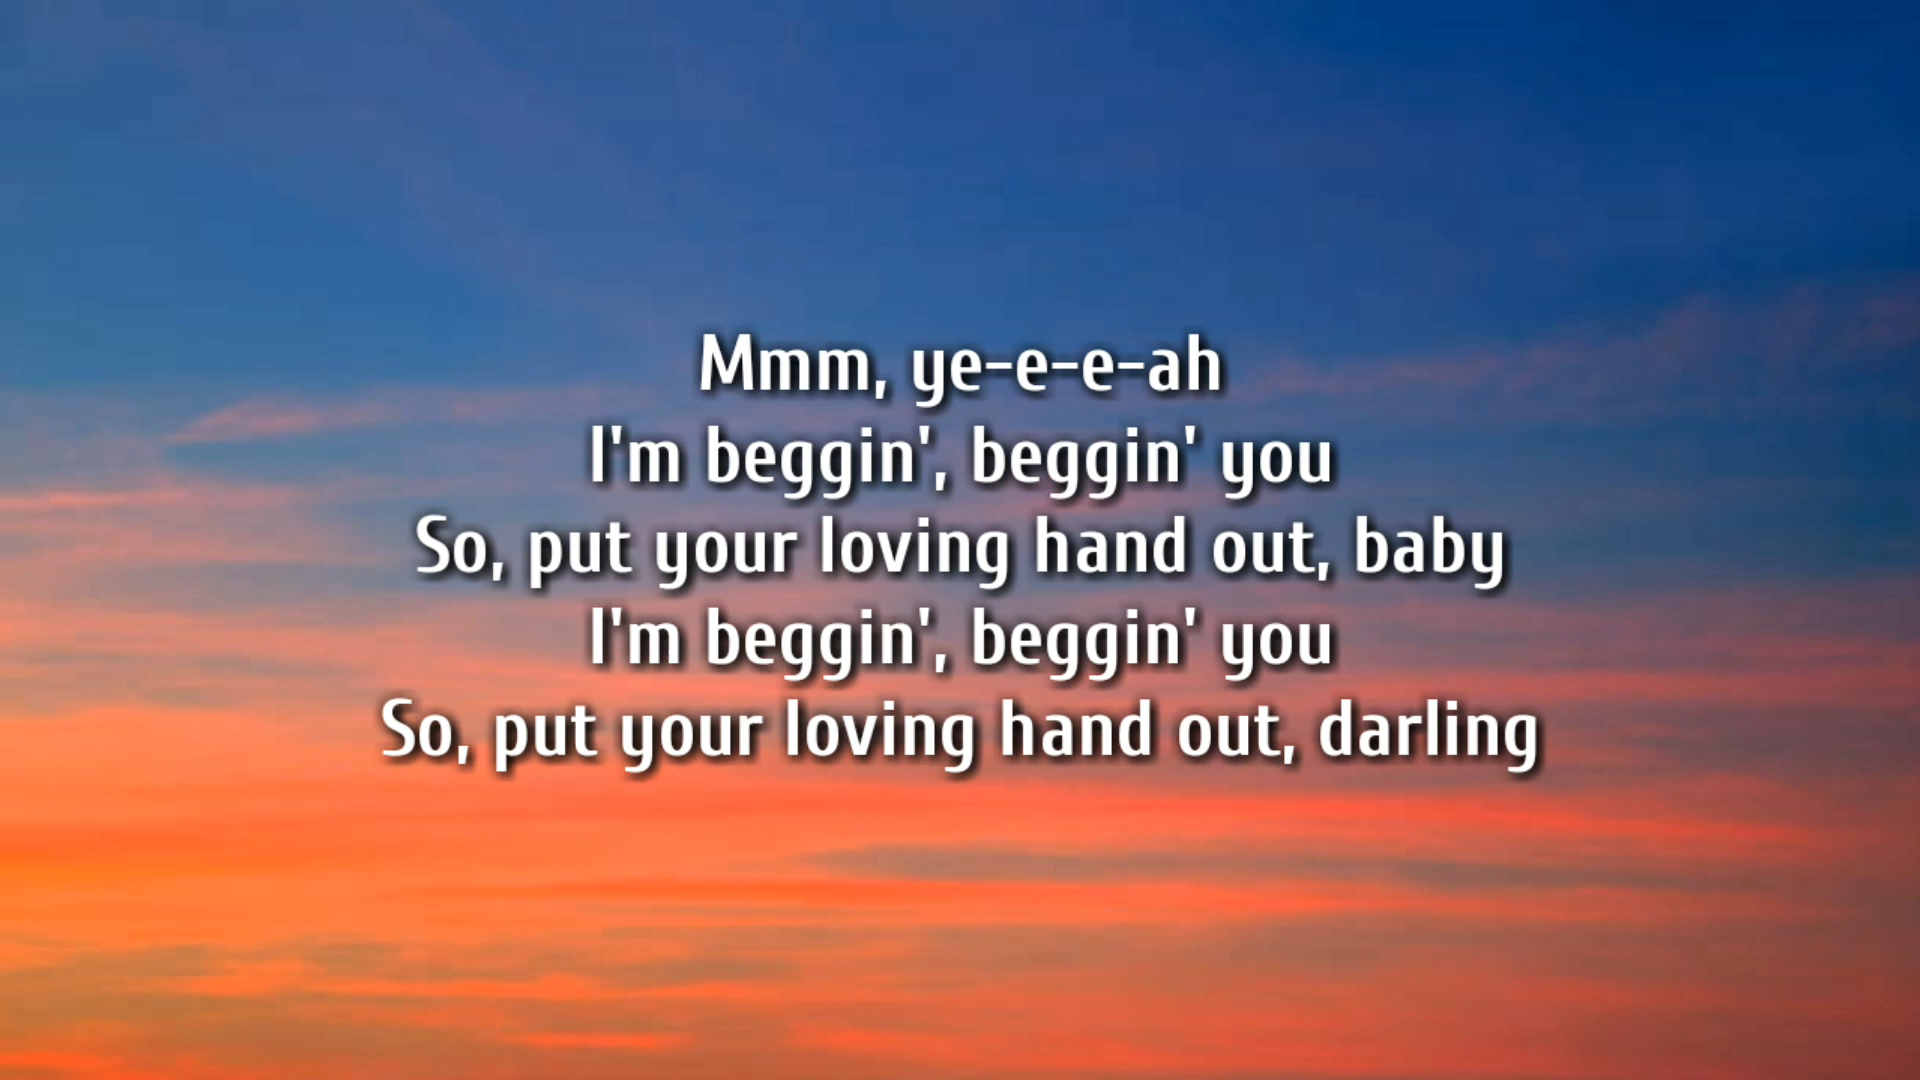 Mmm, ye-e-e-ah
I'm beggin', beggin' you
So, put your loving hand out, baby
I'm beggin', beggin' you
So, put your loving hand out, darling